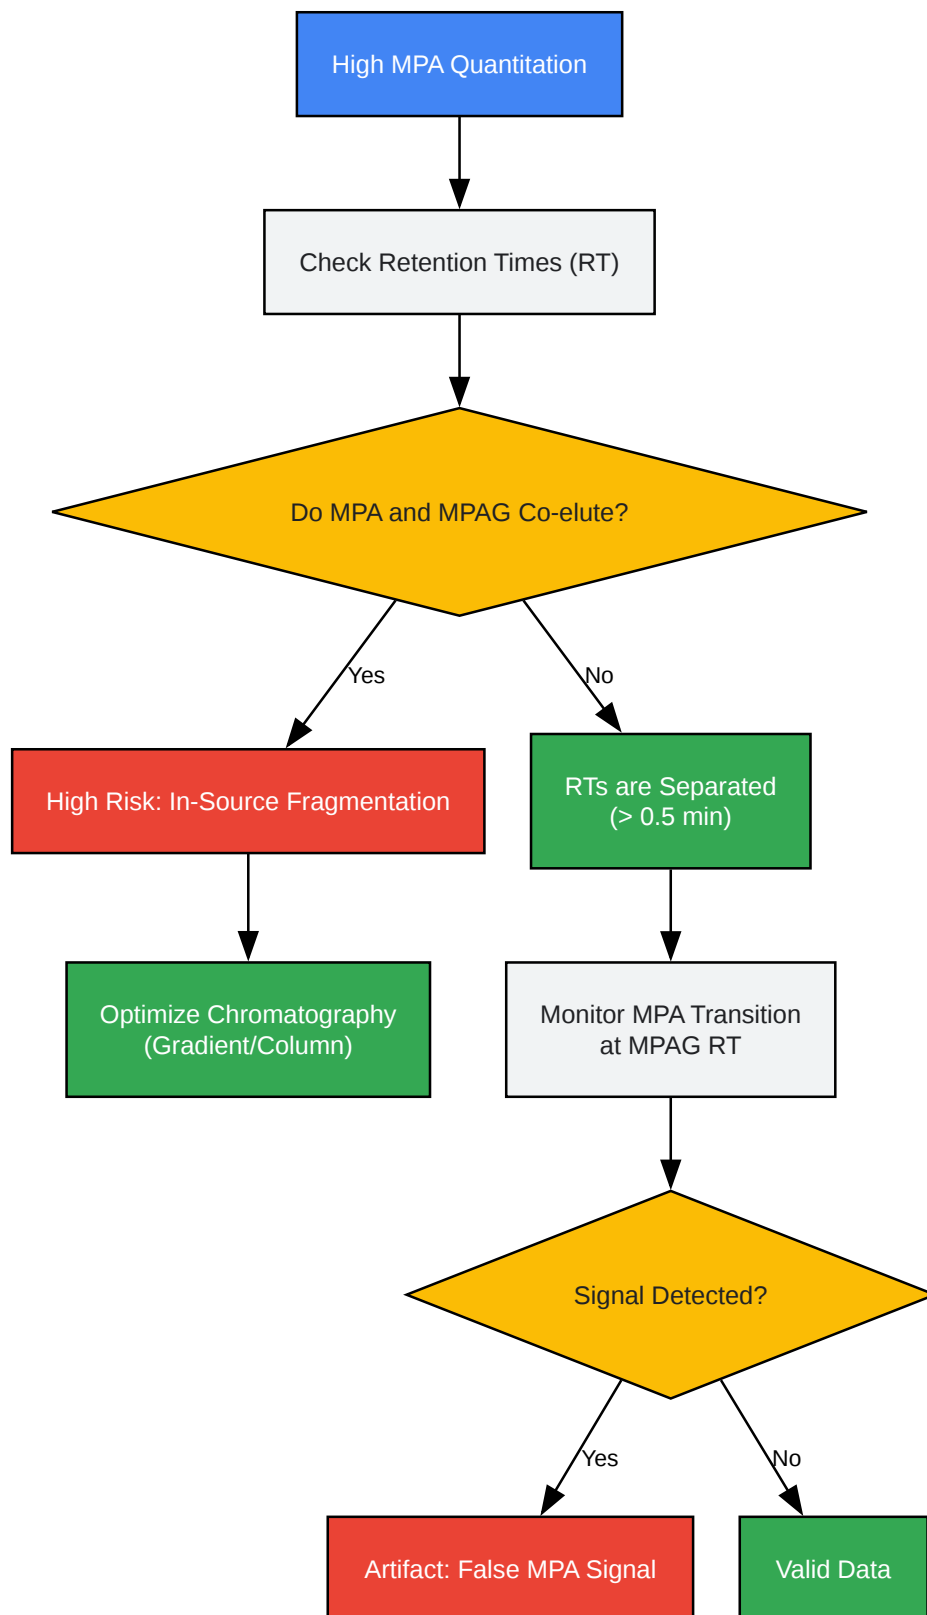 High MPA Quantitation
Check Retention Times (RT)
Do MPA and MPAG Co-elute?
Yes
No
High Risk: In-Source Fragmentation
RTs are Separated
(> 0.5 min)
Optimize Chromatography
(Gradient/Column)
Monitor MPA Transition
at MPAG RT
Signal Detected?
Yes
No
Artifact: False MPA Signal
Valid Data